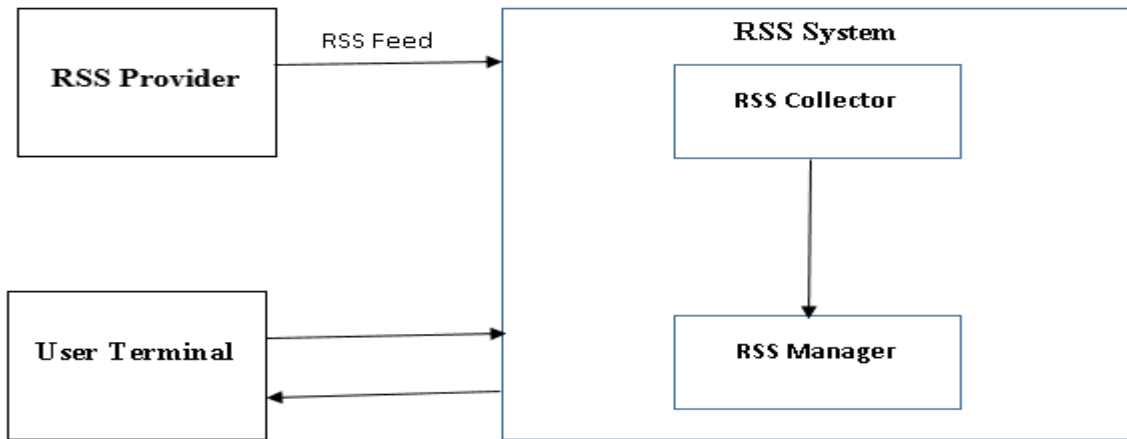 RSS Feed
RSS Provider
RSS System
RSS Collector
User Terminal
RSS Manager